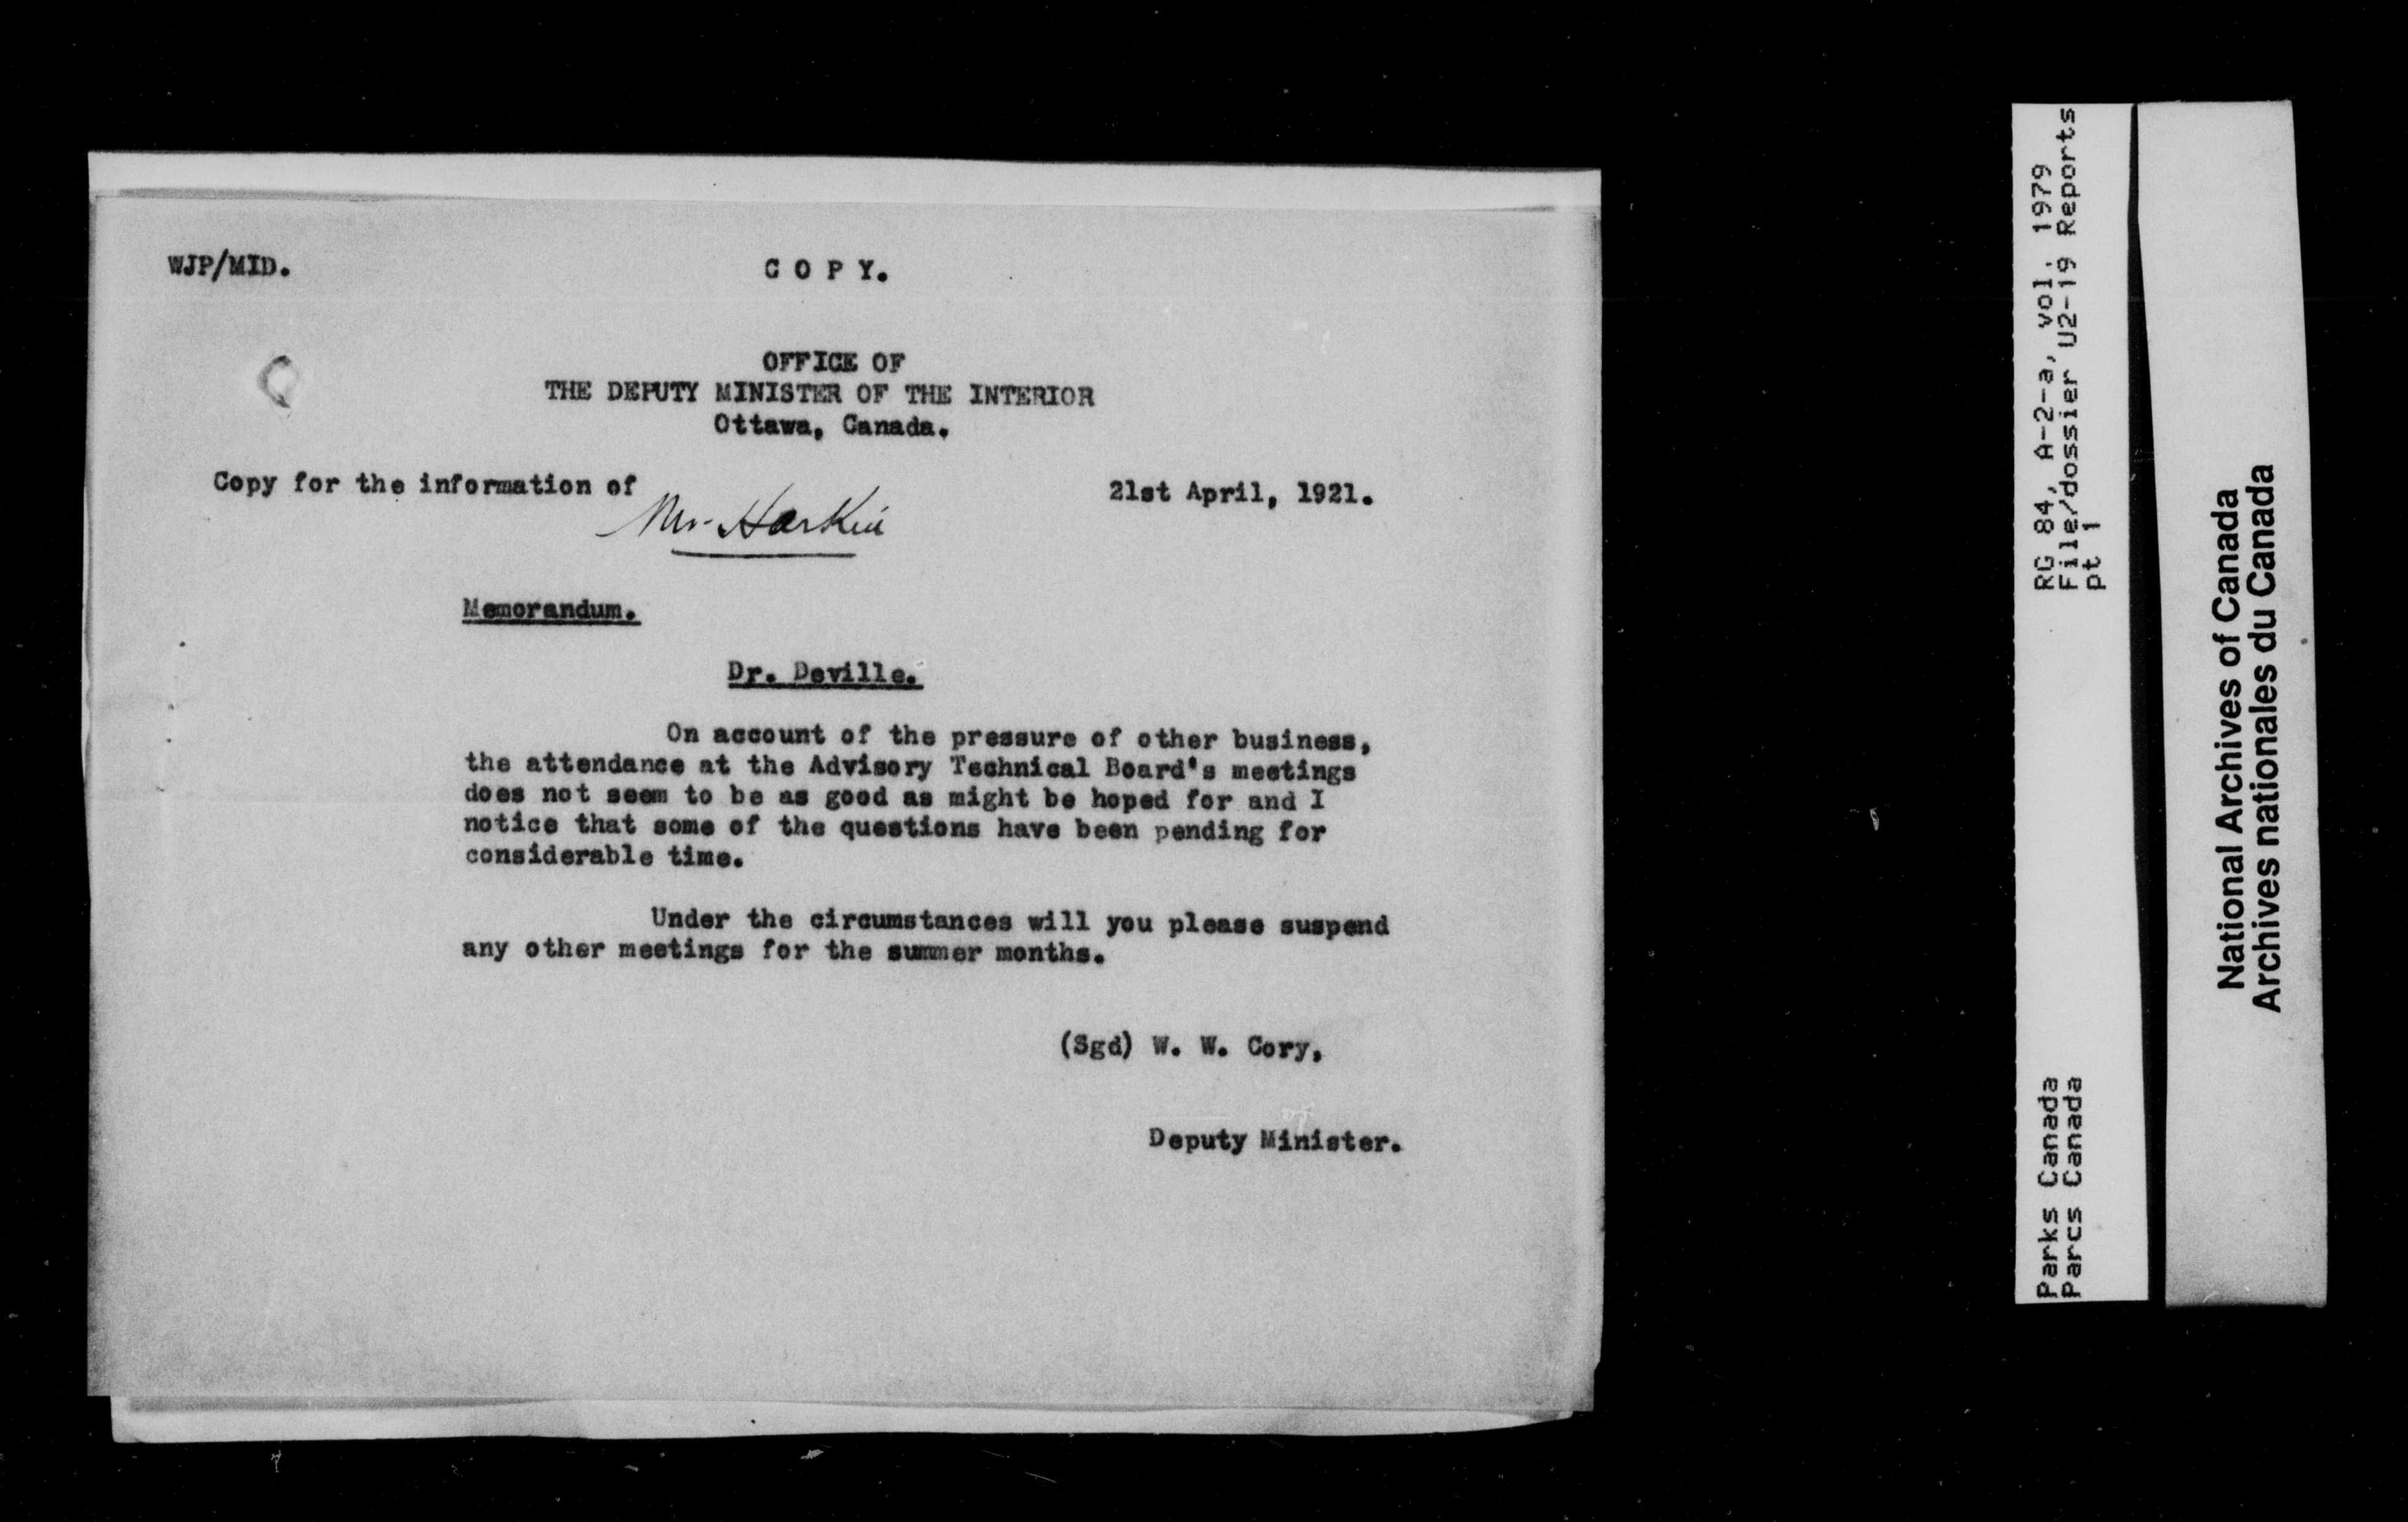 WJP/MID.
C O P Y.
OFFICE OF
THE DEPUTY MINISTER OF THE INTERIOR
Ottawa, Canada.
Copy for the information of
21st April, 1921.
Mr. Harkin
Memorandum.
Dr. Deville.
On account of the pressure of other business,
the attendance at the Advisory Technical Board's meetings
does not seem to be as good as might be hoped for and I
notice that some of the questions have been pending for
considerable time.
Under the circumstances will you please suspend
any other meetings for the summer months.
(Sgd) W. W. Cory,
Deputy Minister.
RG 84, A-2-a, vol. 1979
File/dossier U2-19 Reports
pt 1
Parks Canada
Parcs Canada
National Archives of Canada
Archives nationales du Canada